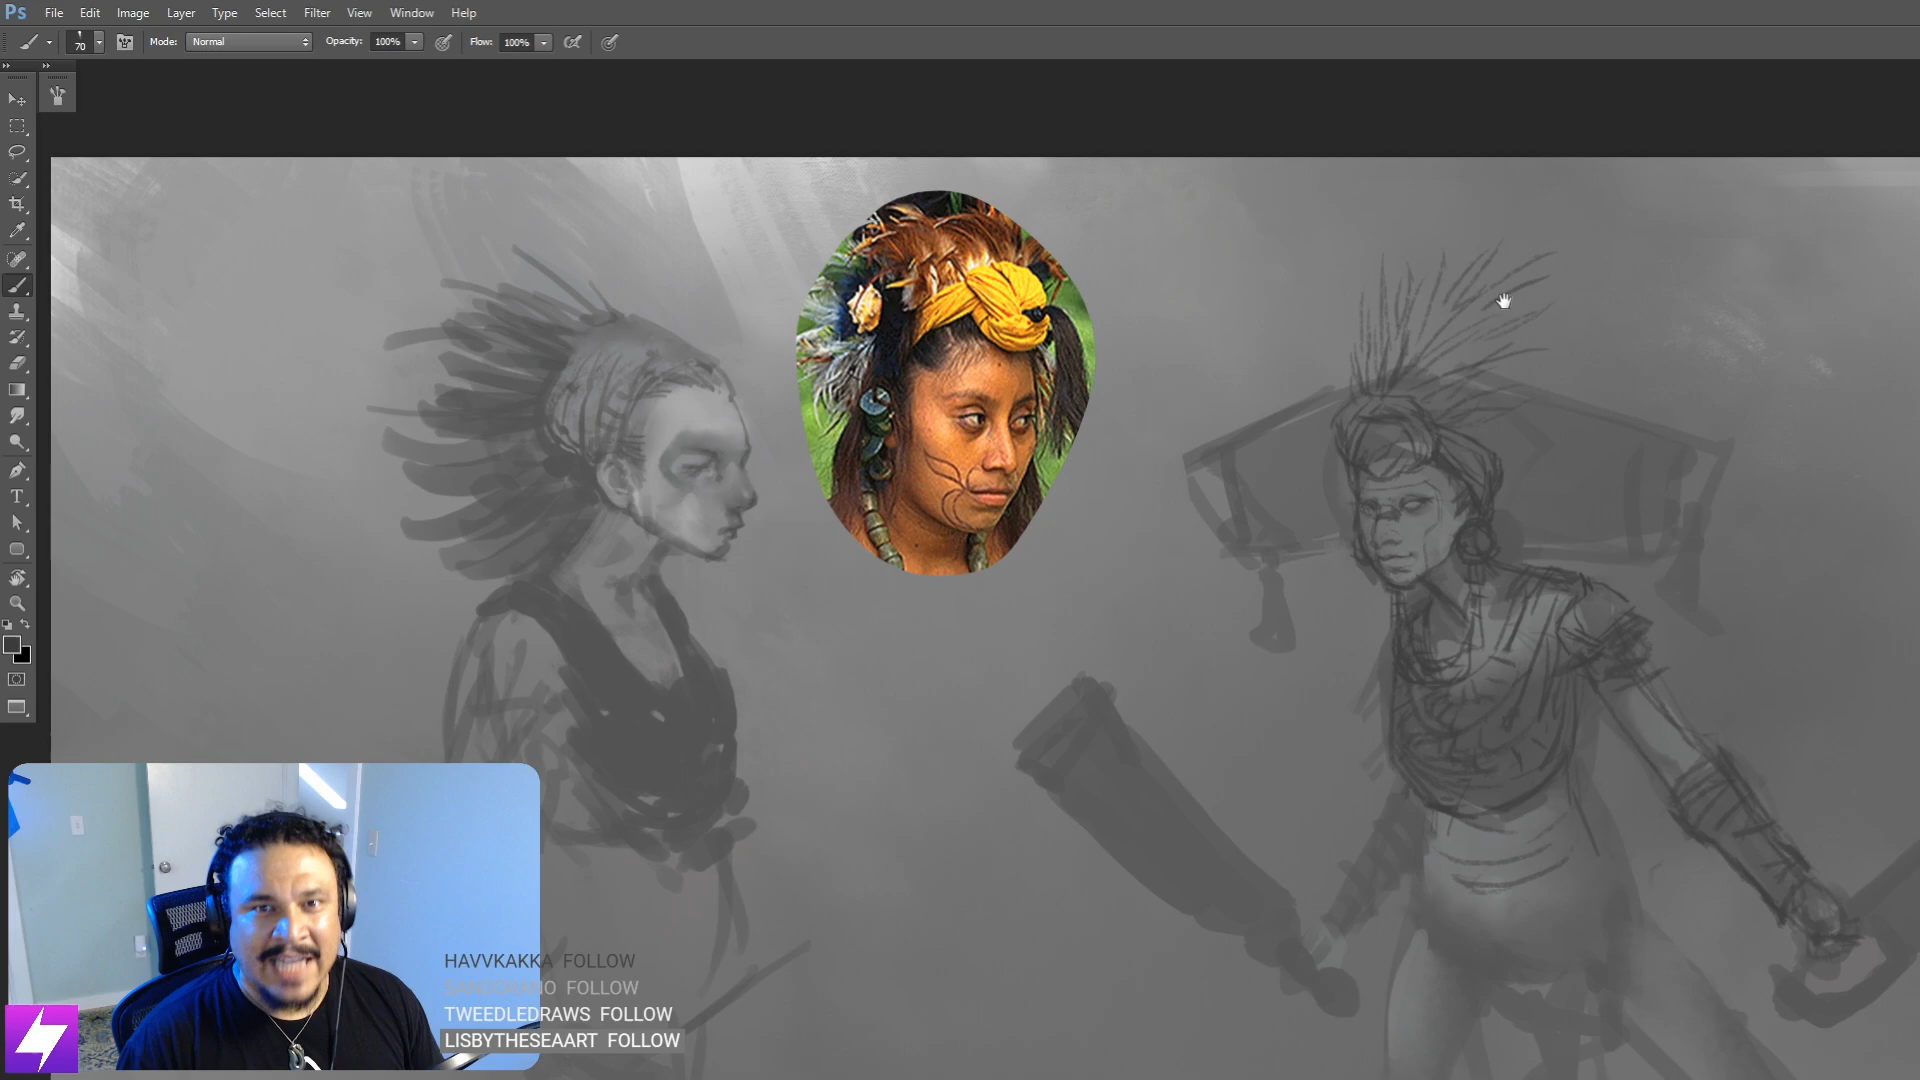 Ps File Edit Image Layer Type Select Filter View Window Help
70 Mode: Normal Opacity: 100% Flow: 100%
T
HAVVKAKKA FOLLOW
SANDORANO FOLLOW
TWEEDLEDRAWS FOLLOW
LISBYTHESEAART FOLLOW